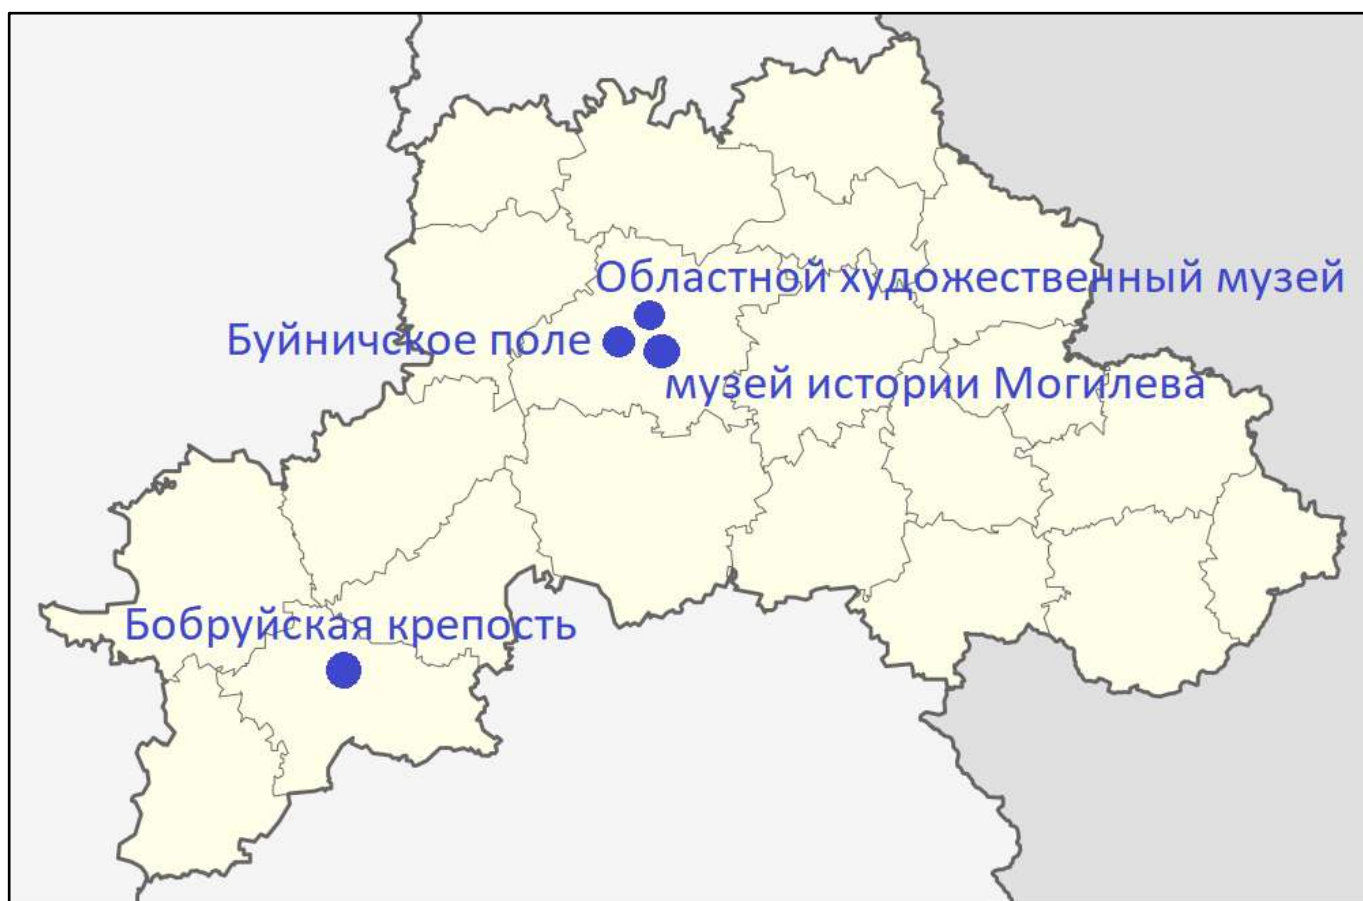 Областной художественный музей
Буйничское поле
музей истории Могилева
Бобруйская крепость